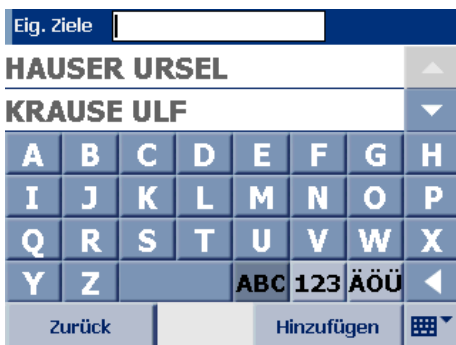 Eig. Ziele
HAUSER URSEL
KRAUSE ULF
A B C D E F G H
I J K L M N O P
Q R S T U V W X
Y Z ABC 123 ÄÖÜ
Zurück Hinzufügen